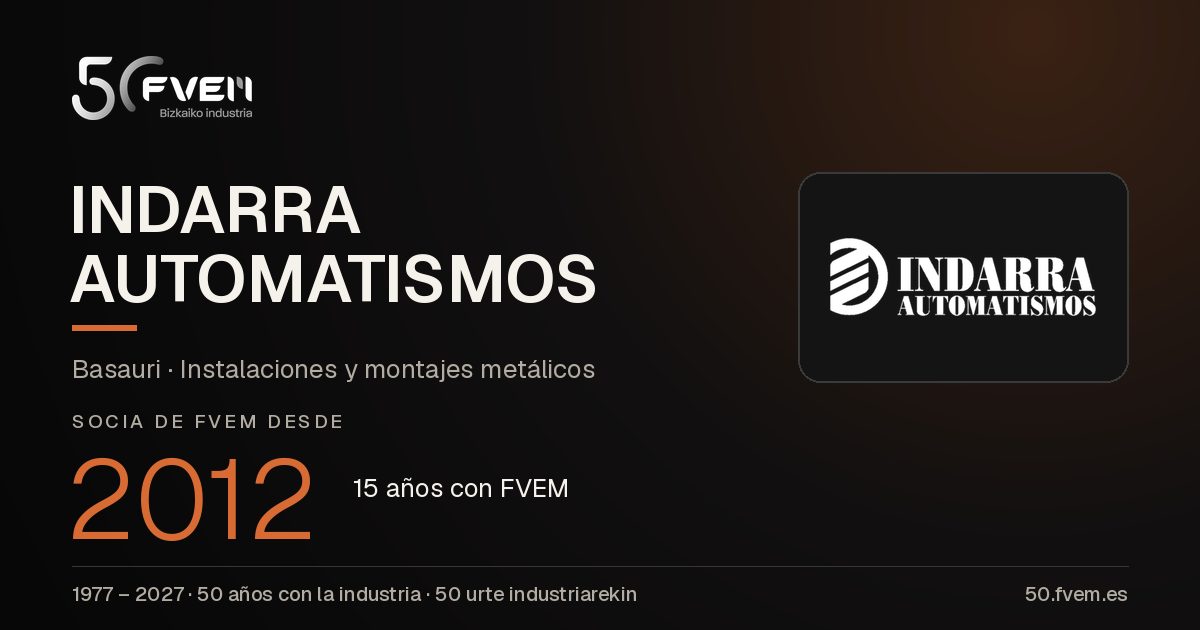 50 FVEM
Bizkaiko industria
INDARRA
AUTOMATISMOS
INDARRA
AUTOMATISMOS
Basauri · Instalaciones y montajes metálicos
SOCIA DE FVEM DESDE
2012
15 años con FVEM
1977 – 2027 · 50 años con la industria · 50 urte industriarekin
50.fvem.es